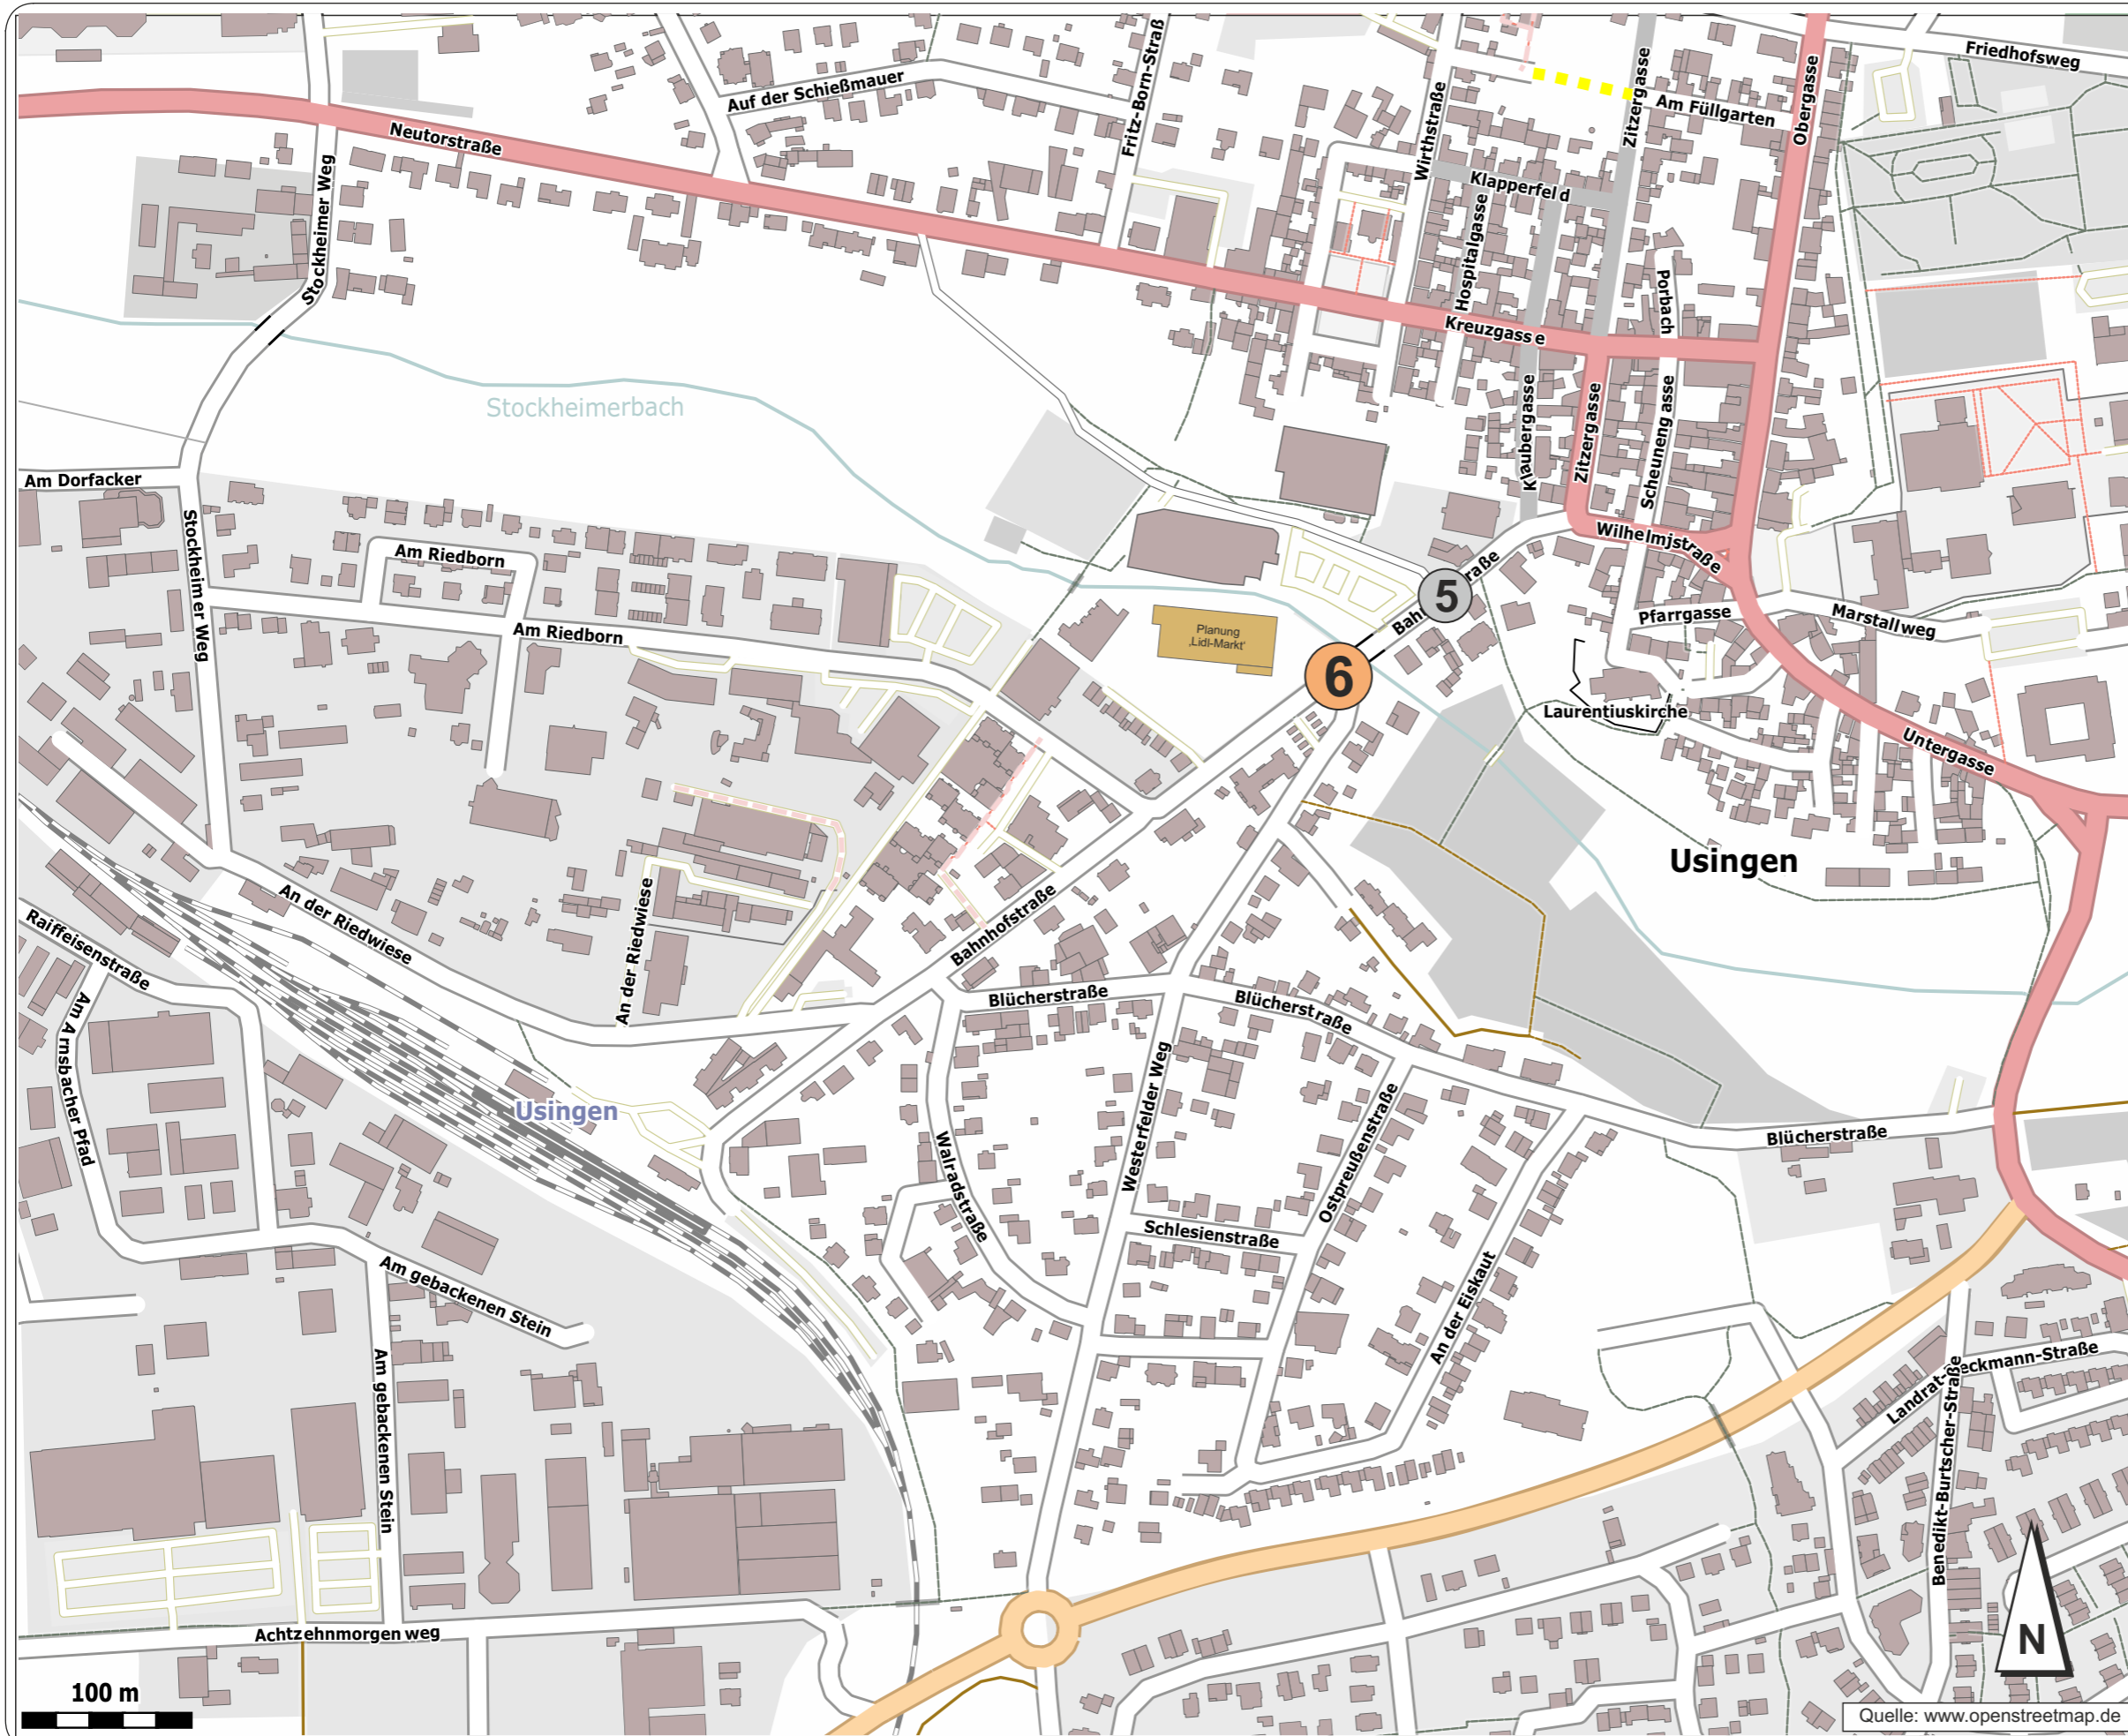 Friedhofsweg
Fritz-Born-Straß
Auf der Schießmauer
Zitzergasse
Am Füllgarten
Obergasse
Neutorstraße
Wirthstraße
Klapperfeld
Stockheimer Weg
Hospitalgasse
Porbach
Kreuzgasse
Stockheimerbach
Klaubergasse
Zitzergasse
Scheunengasse
Am Dorfacker
Stockheimer Weg
Wilhelmjstraße
Am Riedborn
Am Riedborn
Planung
‚Lidl-Markt'
Bah
raße
5
6
Pfarrgasse
Marstallweg
Laurentiuskirche
Untergasse
Usingen
An der Riedwiese
An der Riedwiese
Bahnhofstraße
Raiffeisenstraße
Blücherstraße
Blücherstraße
Am Arnsbacher Pfad
Usingen
Westerfelder Weg
Ostpreußenstraße
Blücherstraße
Walradstraße
Schlesienstraße
Am gebackenen Stein
An der Eiskaut
Am gebackenen Stein
Landrat-Beckmann-Straße
Benedikt-Burtscher-Straße
Achtzehnmorgenweg
N
100 m
Quelle: www.openstreetmap.de